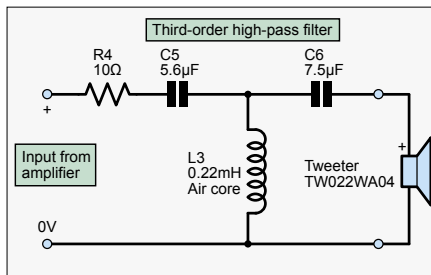 Third-order high-pass filter
R4
10Ω
C5
5.6µF
C6
7.5µF
+
Input from
amplifier
L3
0.22mH
Air core
+
Tweeter
TW022WA04
0V